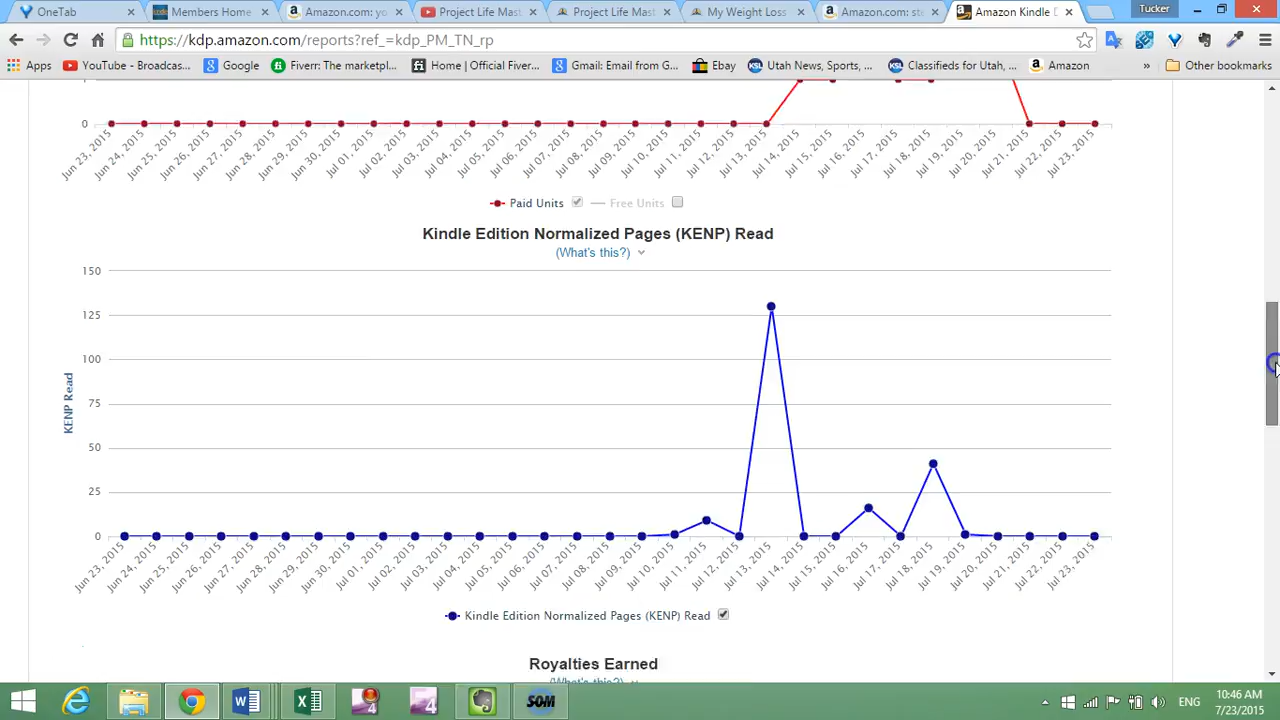 OneTab
Members Home
Amazon.com: yo
Project Life Mast
Project Life Mast
My Weight Loss
Amazon.com: ste
Amazon Kindle D
Tucker
https://kdp.amazon.com/reports?ref_=kdp_PM_TN_rp
Apps
YouTube - Broadcas...
Google
Fiverr: The marketpl...
Home | Official Fiver...
Gmail: Email from G...
Ebay
Utah News, Sports, ...
Classifieds for Utah, ...
Amazon
»
Other bookmarks
0
Jun 23, 2015
Jun 24, 2015
Jun 25, 2015
Jun 26, 2015
Jun 27, 2015
Jun 28, 2015
Jun 29, 2015
Jun 30, 2015
Jul 01, 2015
Jul 02, 2015
Jul 03, 2015
Jul 04, 2015
Jul 05, 2015
Jul 06, 2015
Jul 07, 2015
Jul 08, 2015
Jul 09, 2015
Jul 10, 2015
Jul 11, 2015
Jul 12, 2015
Jul 13, 2015
Jul 14, 2015
Jul 15, 2015
Jul 16, 2015
Jul 17, 2015
Jul 18, 2015
Jul 19, 2015
Jul 20, 2015
Jul 21, 2015
Jul 22, 2015
Jul 23, 2015
Paid Units
Free Units
Kindle Edition Normalized Pages (KENP) Read
(What's this?)
150
125
100
75
50
25
0
KENP Read
Jun 23, 2015
Jun 24, 2015
Jun 25, 2015
Jun 26, 2015
Jun 27, 2015
Jun 28, 2015
Jun 29, 2015
Jun 30, 2015
Jul 01, 2015
Jul 02, 2015
Jul 03, 2015
Jul 04, 2015
Jul 05, 2015
Jul 06, 2015
Jul 07, 2015
Jul 08, 2015
Jul 09, 2015
Jul 10, 2015
Jul 11, 2015
Jul 12, 2015
Jul 13, 2015
Jul 14, 2015
Jul 15, 2015
Jul 16, 2015
Jul 17, 2015
Jul 18, 2015
Jul 19, 2015
Jul 20, 2015
Jul 21, 2015
Jul 22, 2015
Jul 23, 2015
Kindle Edition Normalized Pages (KENP) Read
Royalties Earned
(What's this?)
SOM
ENG
10:46 AM
7/23/2015